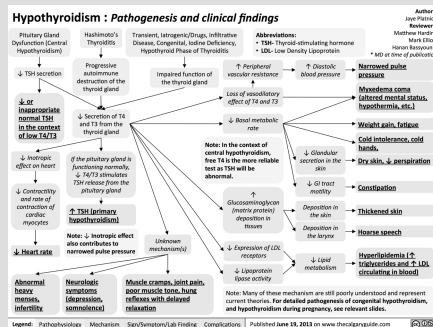 Hypothyroidism : Pathogenesis and clinical findings
Author
Jaye Platnic
Reviewer
Matthew Hardin
Mark Ellio
Hanan Bassyoun
* MD at time of publicatio
Pituitary Gland
Dysfunction (Central
Hypothyroidism)
Hashimoto's
Thyroiditis
Transient, Iatrogenic/Drugs, Infiltrative
Disease, Congenital, Iodine Deficiency,
Hypothyroid Phase of Thyroiditis
Abbreviations:
• TSH- Thyroid-stimulating hormone
• LDL- Low Density Lipoprotein
↓ TSH secretion
Progressive
autoimmune
destruction of the
thyroid gland
Impaired function of
the thyroid gland
↑ Peripheral
vascular resistance
↑ Diastolic
blood pressure
Narrowed pulse
pressure
Loss of vasodilatory
effect of T4 and T3
Myxedema coma
(altered mental status,
hypothermia, etc.)
↓ or
inappropriate
normal TSH
in the context
of low T4/T3
↓ Secretion of T4
and T3 from the
thyroid gland
↓ Basal metabolic
rate
Weight gain, fatigue
Cold intolerance, cold
hands,
Dry skin, ↓ perspiration
Note: In the context of
central hypothyroidism,
free T4 is the more reliable
test as TSH will be
abnormal.
↓ Glandular
secretion in the
skin
↓ Inotropic
effect on heart
If the pituitary gland is
functioning normally,
↓ T4/T3 stimulates
TSH release from the
pituitary gland
↓ GI tract
motility
Constipation
↓ Contractility
and rate of
contraction of
cardiac
myocytes
↑ TSH (primary
hypothyroidism)
↑
Glucosaminoglycan
(matrix protein)
deposition in
tissues
Deposition in
the skin
Thickened skin
Deposition in
the larynx
Hoarse speech
↓ Heart rate
Note: ↓ Inotropic effect
also contributes to
narrowed pulse pressure
Unknown
mechanism(s)
↓ Expression of LDL
receptors
↓ Lipoprotein
lipase activity
↓ Lipid
metabolism
Hyperlipidemia (↑
triglycerides and ↑ LDL
circulating in blood)
Abnormal
heavy
menses,
infertility
Neurologic
symptoms
(depression,
somnolence)
Muscle cramps, joint pain,
poor muscle tone, hung
reflexes with delayed
relaxation
Note: Many of these mechanism are still poorly understood and represent
current theories. For detailed pathogenesis of congenital hypothyroidism,
and hypothyroidism during pregnancy, see relevant slides.
Legend: Pathophysiology Mechanism Sign/Symptom/Lab Finding Complications Published June 19, 2013 on www.thecalgaryguide.com